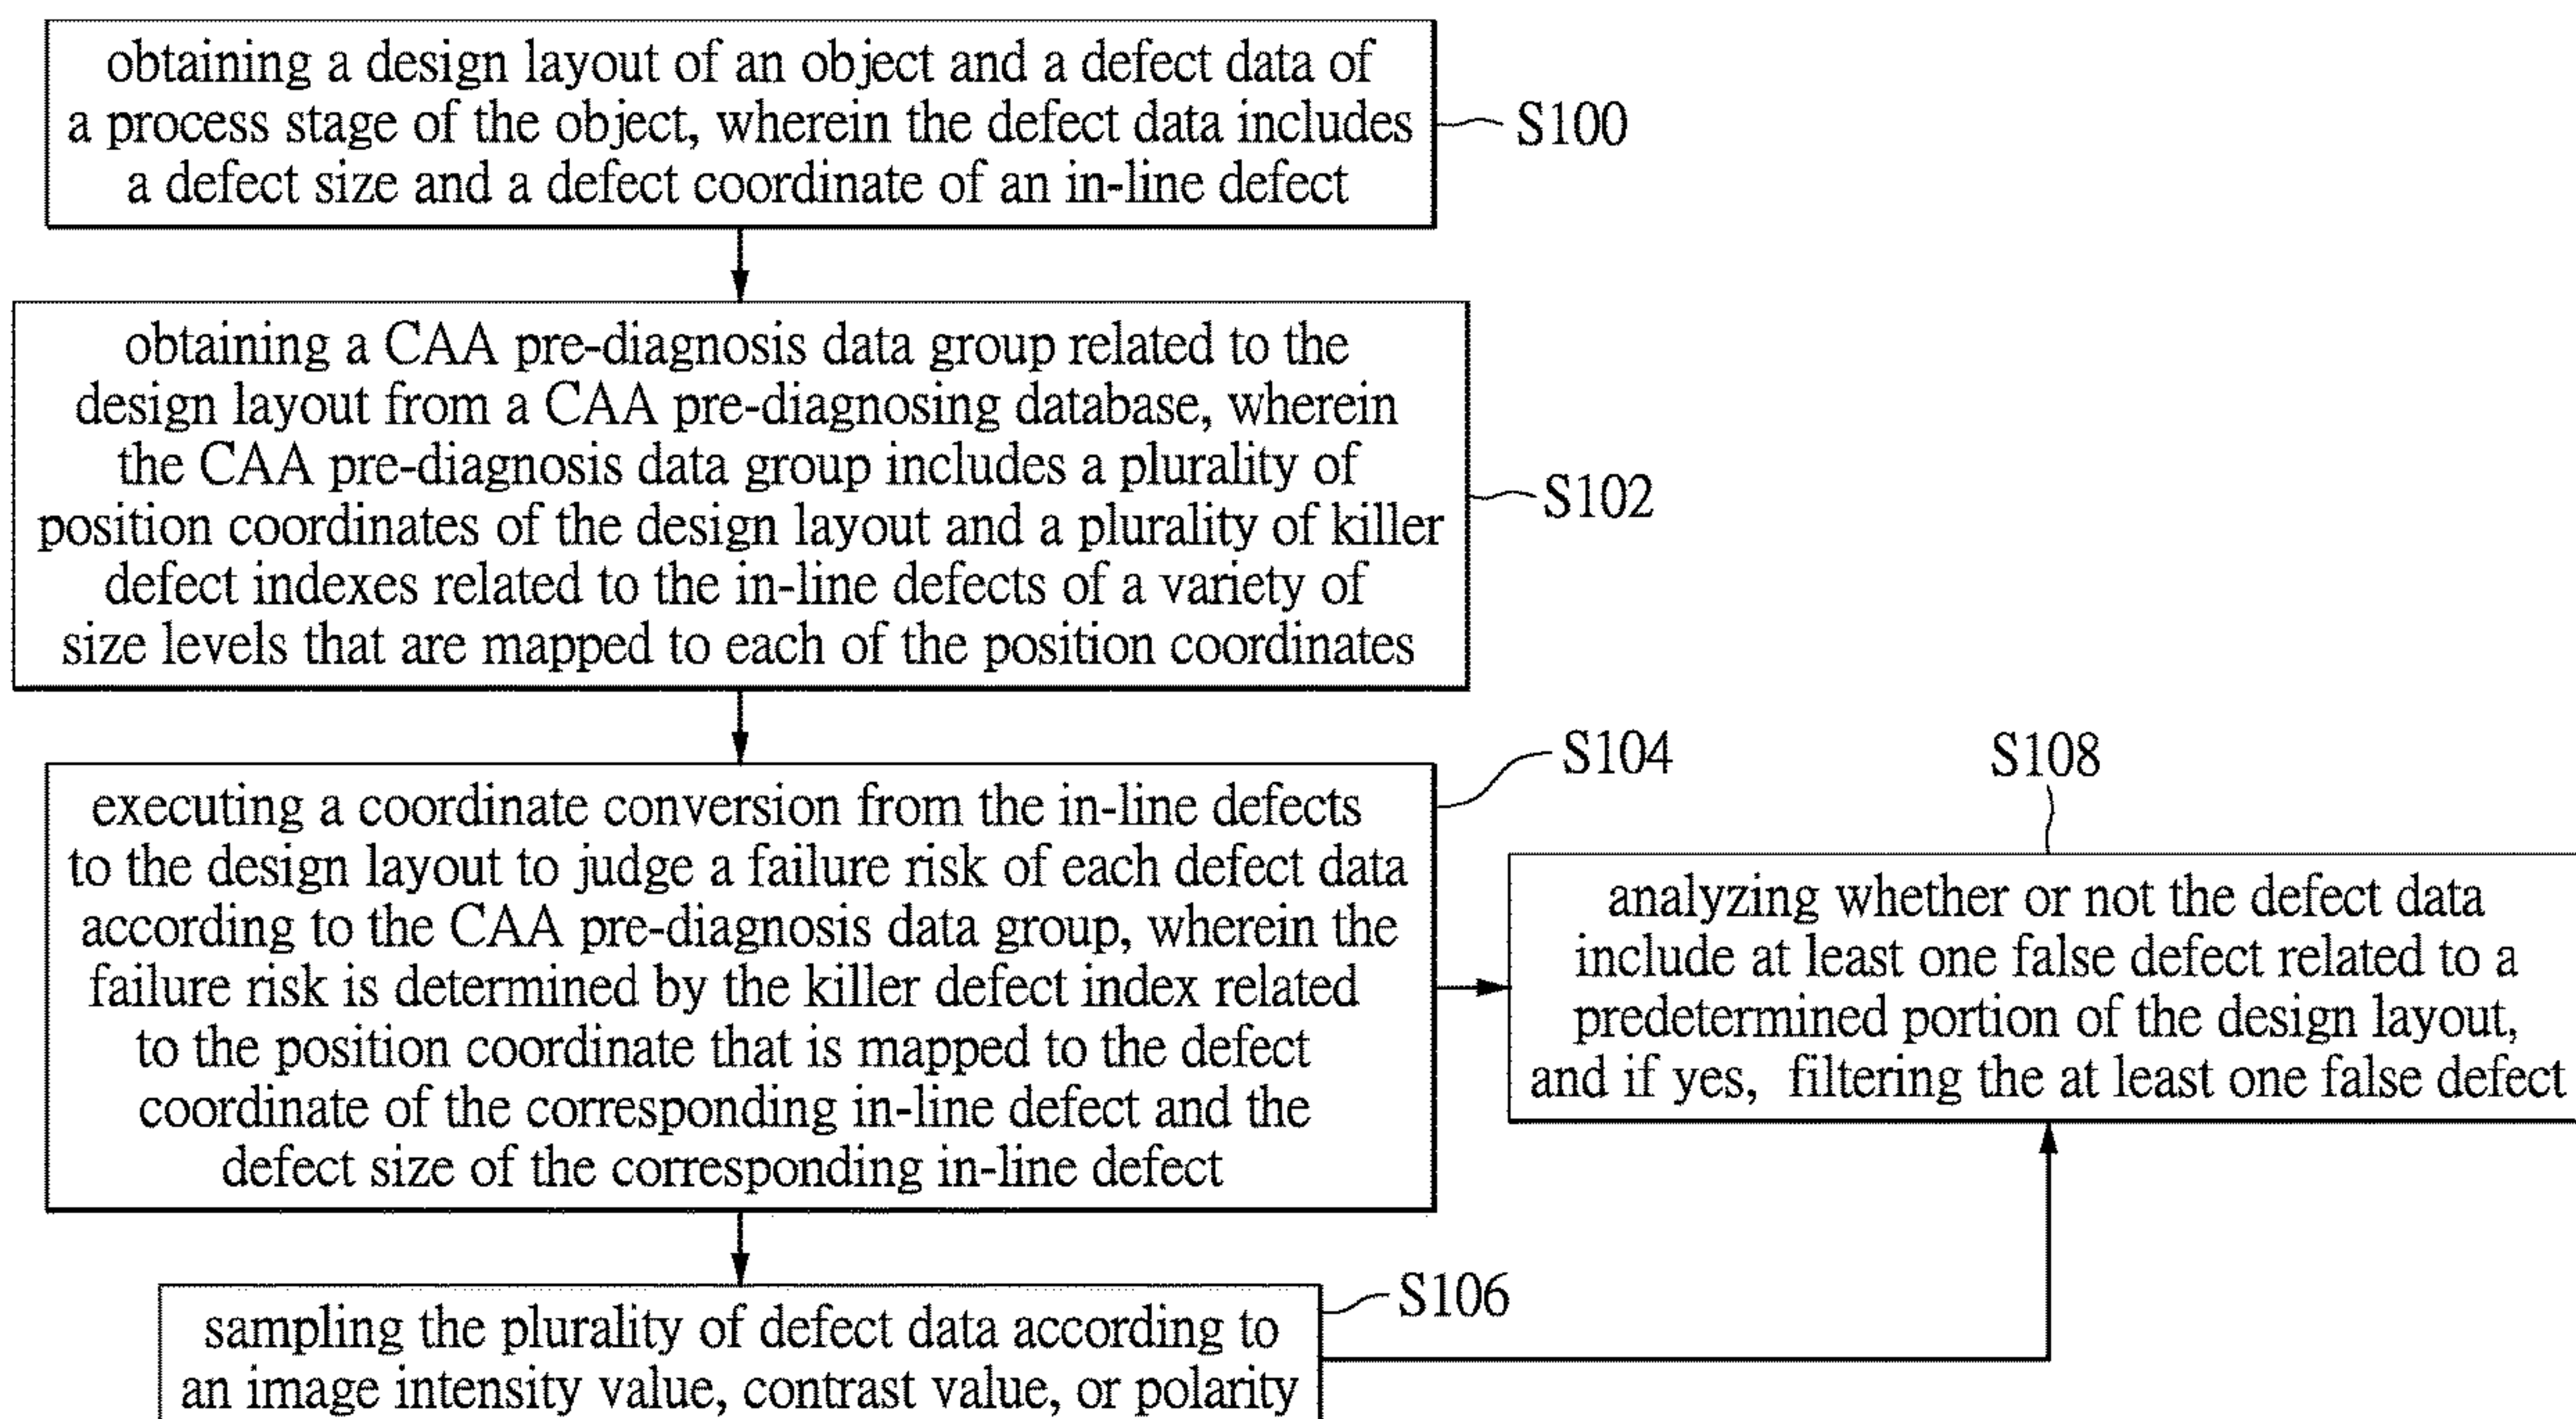 obtaining a design layout of an object and a defect data of
a process stage of the object, wherein the defect data includes
a defect size and a defect coordinate of an in-line defect
S100
obtaining a CAA pre-diagnosis data group related to the
design layout from a CAA pre-diagnosing database, wherein
the CAA pre-diagnosis data group includes a plurality of
position coordinates of the design layout and a plurality of killer
defect indexes related to the in-line defects of a variety of
size levels that are mapped to each of the position coordinates
S102
executing a coordinate conversion from the in-line defects
to the design layout to judge a failure risk of each defect data
according to the CAA pre-diagnosis data group, wherein the
failure risk is determined by the killer defect index related
to the position coordinate that is mapped to the defect
coordinate of the corresponding in-line defect and the
defect size of the corresponding in-line defect
S104
S108
analyzing whether or not the defect data
include at least one false defect related to a
predetermined portion of the design layout,
and if yes, filtering the at least one false defect
sampling the plurality of defect data according to
an image intensity value, contrast value, or polarity
S106